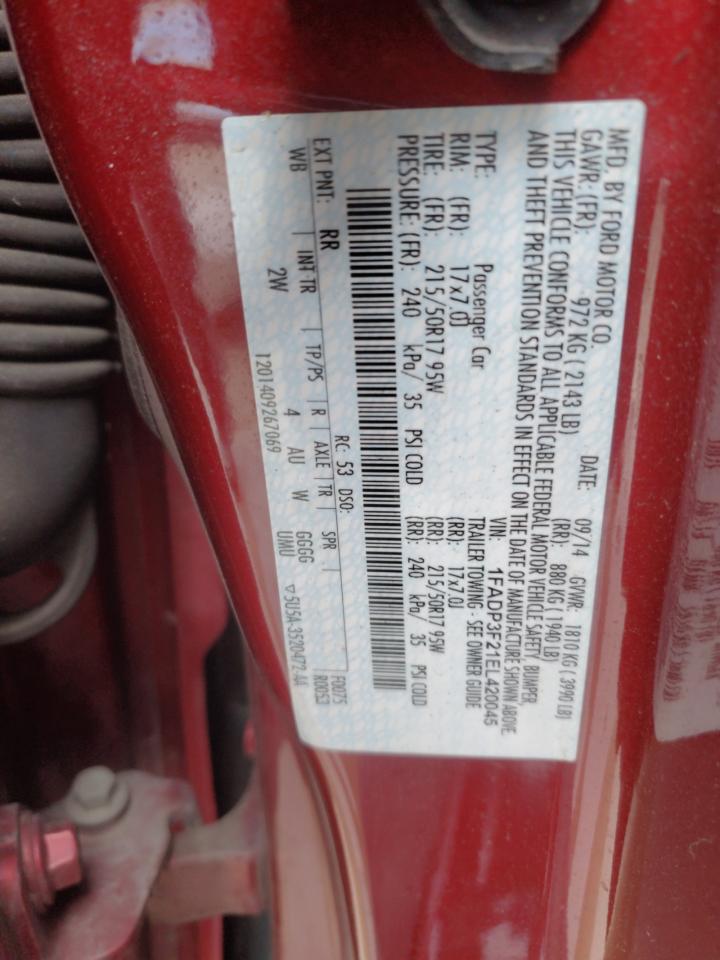 MFD. BY FORD MOTOR CO.
DATE: 09/14 GVWR: 1810 KG ( 3990 LB)
GAWR: (FR): 972 KG ( 2143 LB) (RR): 880 KG ( 1940 LB)
THIS VEHICLE CONFORMS TO ALL APPLICABLE FEDERAL MOTOR VEHICLE SAFETY, BUMPER,
AND THEFT PREVENTION STANDARDS IN EFFECT ON THE DATE OF MANUFACTURE SHOWN ABOVE.
VIN: 1FADP3F21EL420045
TYPE: Passenger Car TRAILER TOWING : SEE OWNER GUIDE
RIM: (FR): 17x7.0J (RR): 17x7.0J
TIRE: (FR): 215/50R17 95W (RR): 215/50R17 95W
PRESSURE: (FR): 240 kPa/ 35 PSI COLD (RR): 240 kPa/ 35 PSI COLD
EXT PNT: RR RC: 53 DSO: F0075
WB | INT TR | TP/PS | R | AXLE | TR | SPR | R0053
2W 4 AU W GGGG
UMU ▽5U5A-3520472-AA
1201409267069